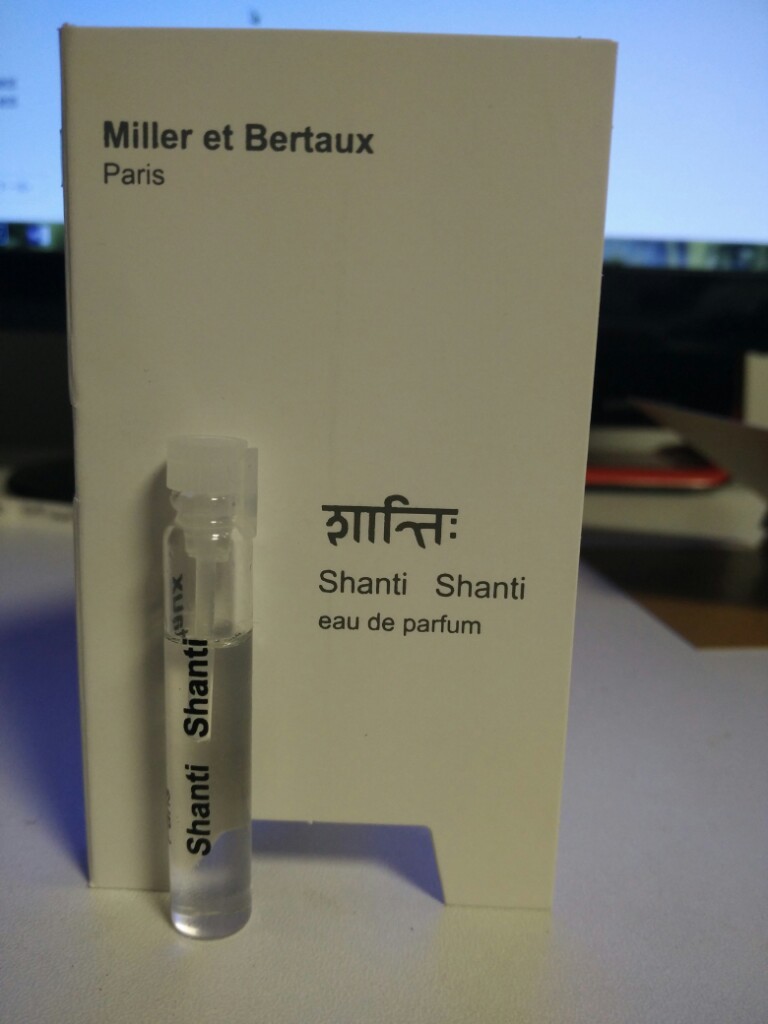 Miller et Bertaux
Paris
शान्तिः
Shanti Shanti
eau de parfum
Shanti Shanti